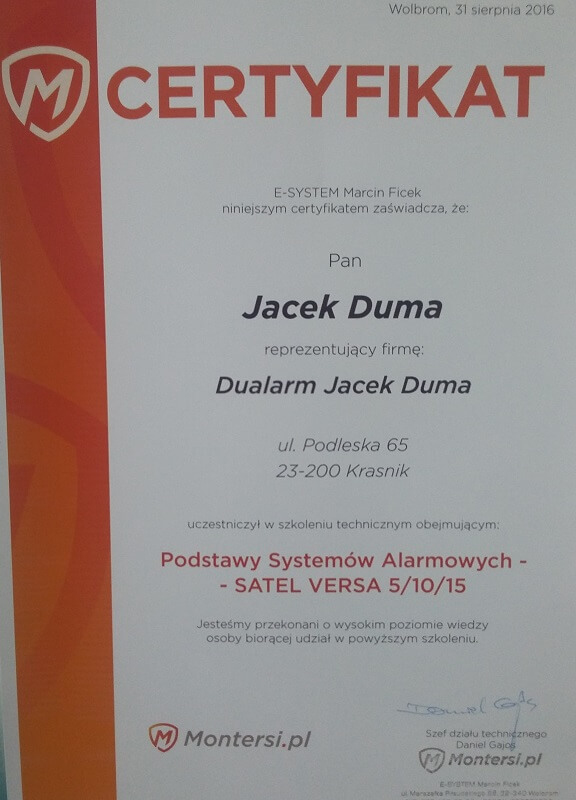 Wolbrom, 31 sierpnia 2016
CERTYFIKAT
E-SYSTEM Marcin Ficek
niniejszym certyfikatem zaświadcza, że:
Pan
Jacek Duma
reprezentujący firmę:
Dualarm Jacek Duma
ul. Podleska 65
23-200 Krasnik
uczestniczył w szkoleniu technicznym obejmującym:
Podstawy Systemów Alarmowych -
- SATEL VERSA 5/10/15
Jesteśmy przekonani o wysokim poziomie wiedzy
osoby biorącej udział w powyższym szkoleniu.
Daniel Gajos
Szef działu technicznego
Daniel Gajos
Montersi.pl
Montersi.pl
E-SYSTEM Marcin Ficek
ul. Marszałka Piłsudskiego 58, 32-340 Wolbrom